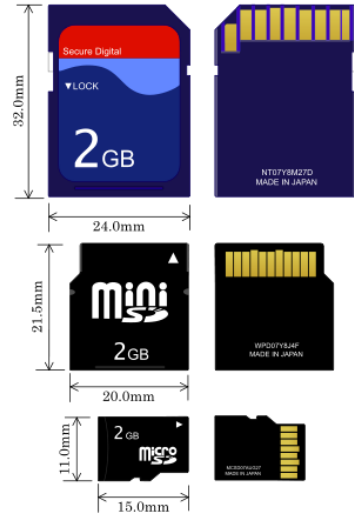 Secure Digital
▼LOCK
2GB
32.0mm
24.0mm
NT07Y8M27D
MADE IN JAPAN
mini
SD
2GB
21.5mm
20.0mm
WPD07Y8J4F
MADE IN JAPAN
2GB
micro
SD
11.0mm
15.0mm
MADE IN JAPAN